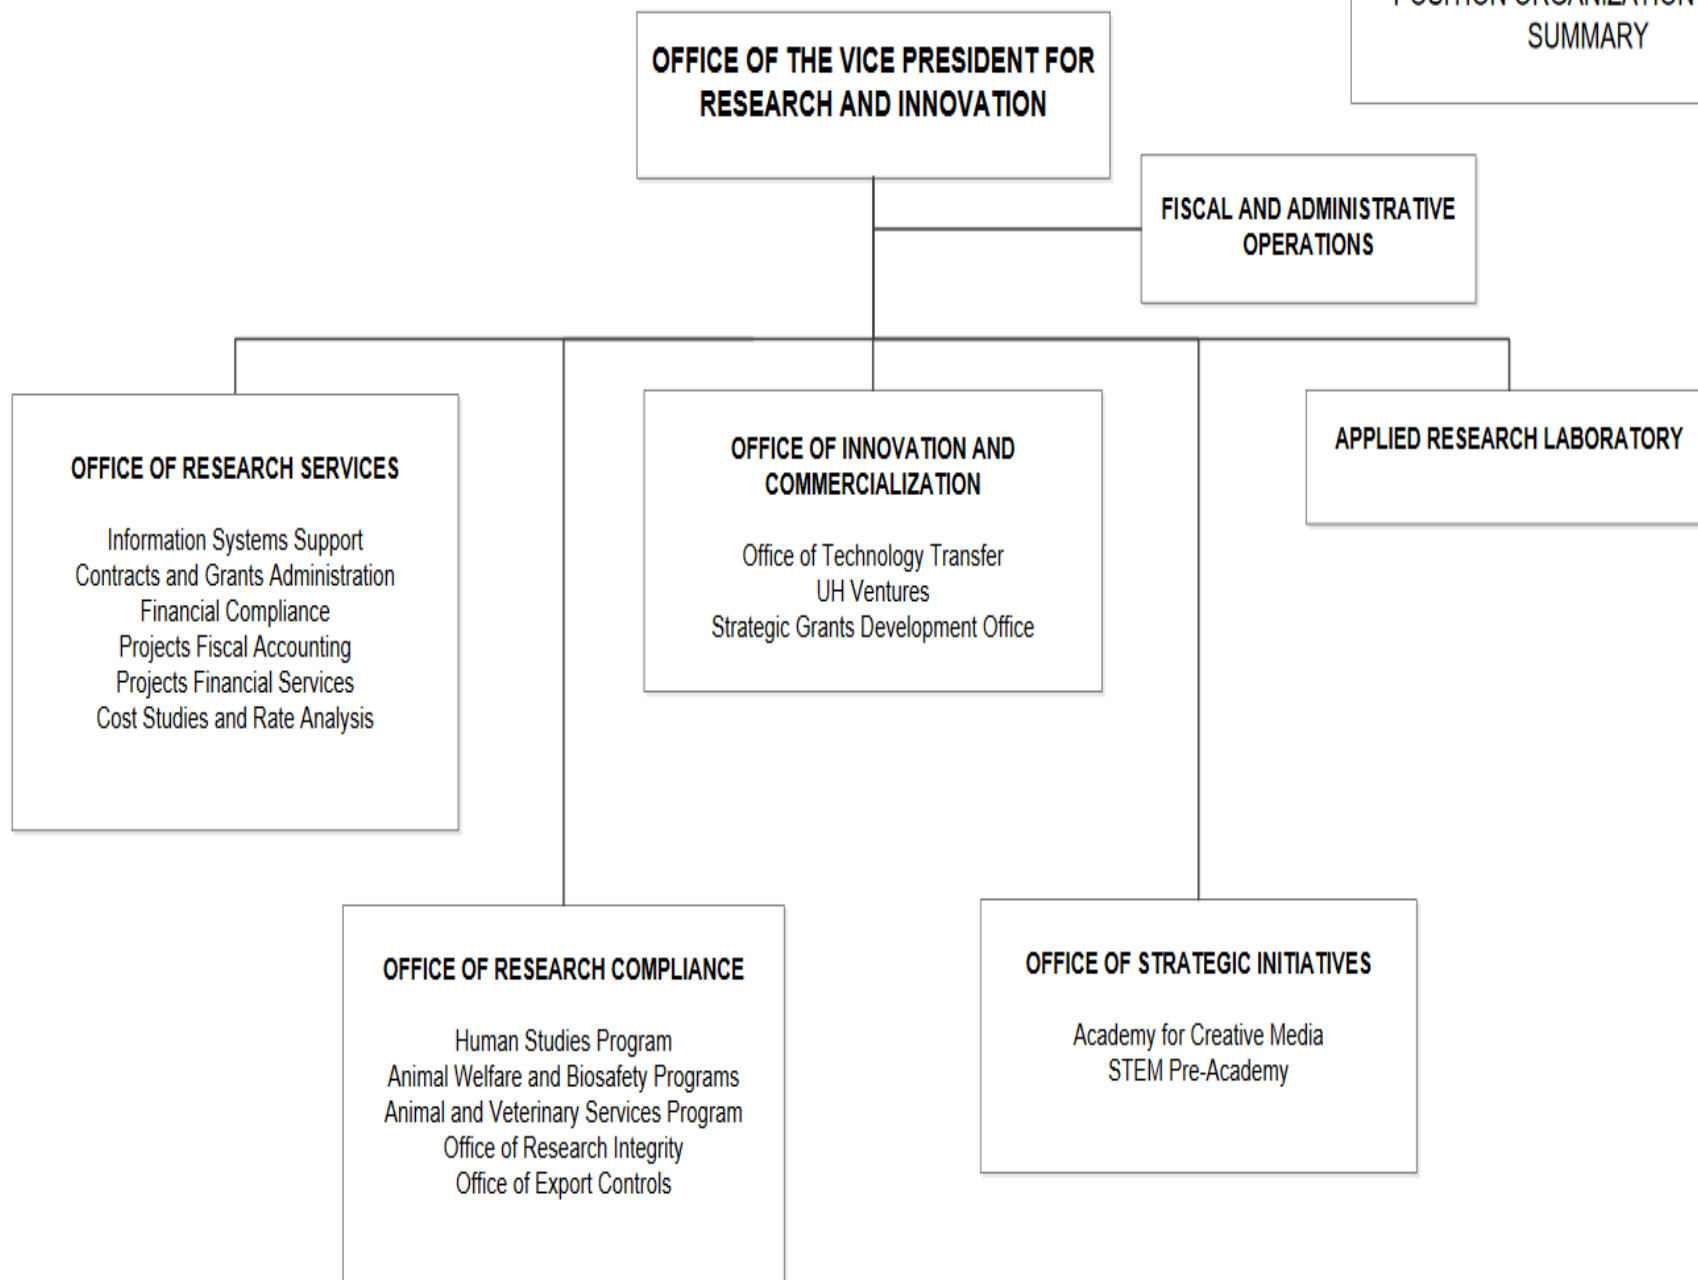 SUMMARY
OFFICE OF THE VICE PRESIDENT FOR
RESEARCH AND INNOVATION
FISCAL AND ADMINISTRATIVE
OPERATIONS
OFFICE OF RESEARCH SERVICES
Information Systems Support
Contracts and Grants Administration
Financial Compliance
Projects Fiscal Accounting
Projects Financial Services
Cost Studies and Rate Analysis
OFFICE OF INNOVATION AND
COMMERCIALIZATION
Office of Technology Transfer
UH Ventures
Strategic Grants Development Office
APPLIED RESEARCH LABORATORY
OFFICE OF RESEARCH COMPLIANCE
Human Studies Program
Animal Welfare and Biosafety Programs
Animal and Veterinary Services Program
Office of Research Integrity
Office of Export Controls
OFFICE OF STRATEGIC INITIATIVES
Academy for Creative Media
STEM Pre-Academy